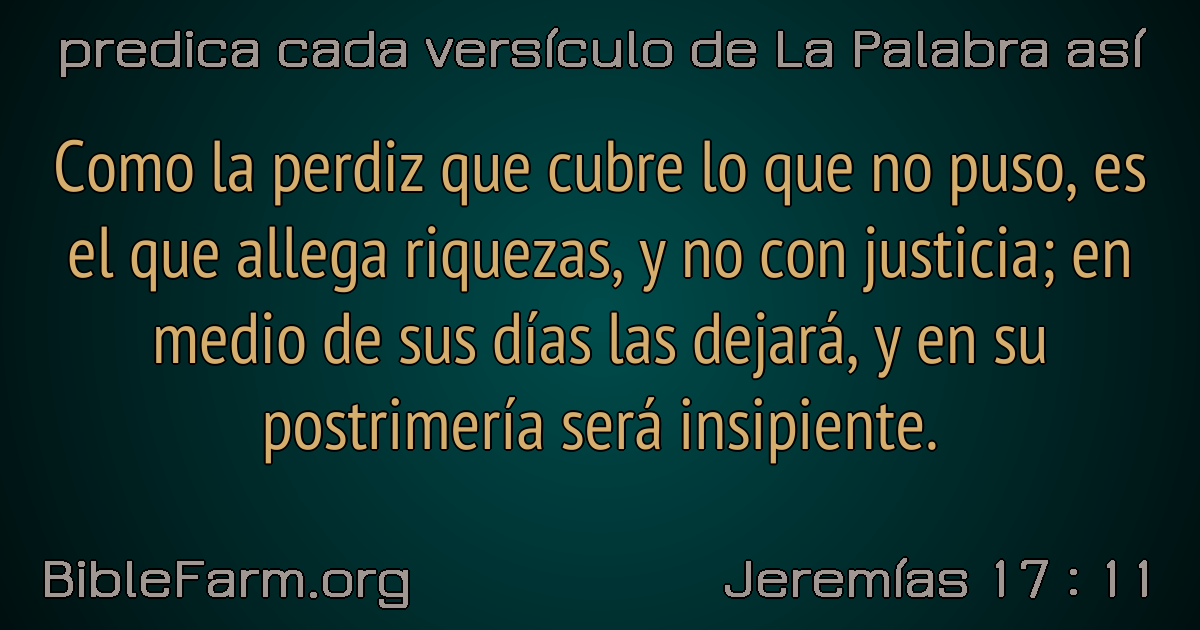 predica cada versículo de La Palabra así
Como la perdiz que cubre lo que no puso, es
el que allega riquezas, y no con justicia; en
medio de sus días las dejará, y en su
postrimería será insipiente.
BibleFarm.org
Jeremías 17 : 11